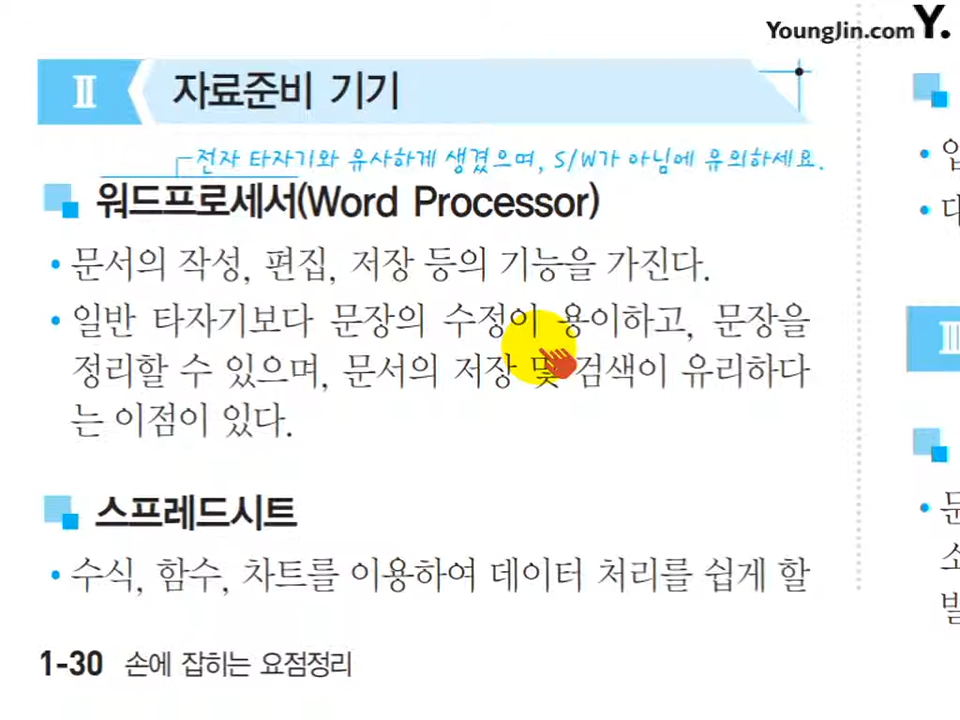 YoungJin.com Y.
Ⅱ 자료준비 기기
전자 타자기와 유사하게 생겼으며, S/W가 아님에 유의하세요.
워드프로세서(Word Processor)
• 문서의 작성, 편집, 저장 등의 기능을 가진다.
• 일반 타자기보다 문장의 수정이 용이하고, 문장을
정리할 수 있으며, 문서의 저장 및 검색이 유리하다
는 이점이 있다.
스프레드시트
• 수식, 함수, 차트를 이용하여 데이터 처리를 쉽게 할
1-30 손에 잡히는 요점정리